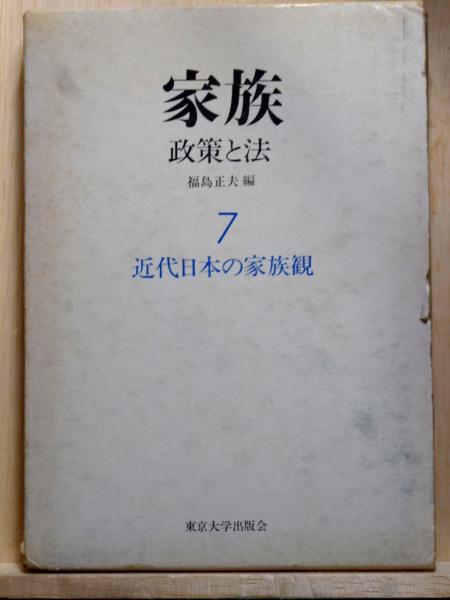 家族
政策と法
福島正夫 編
7
近代日本の家族観
東京大学出版会